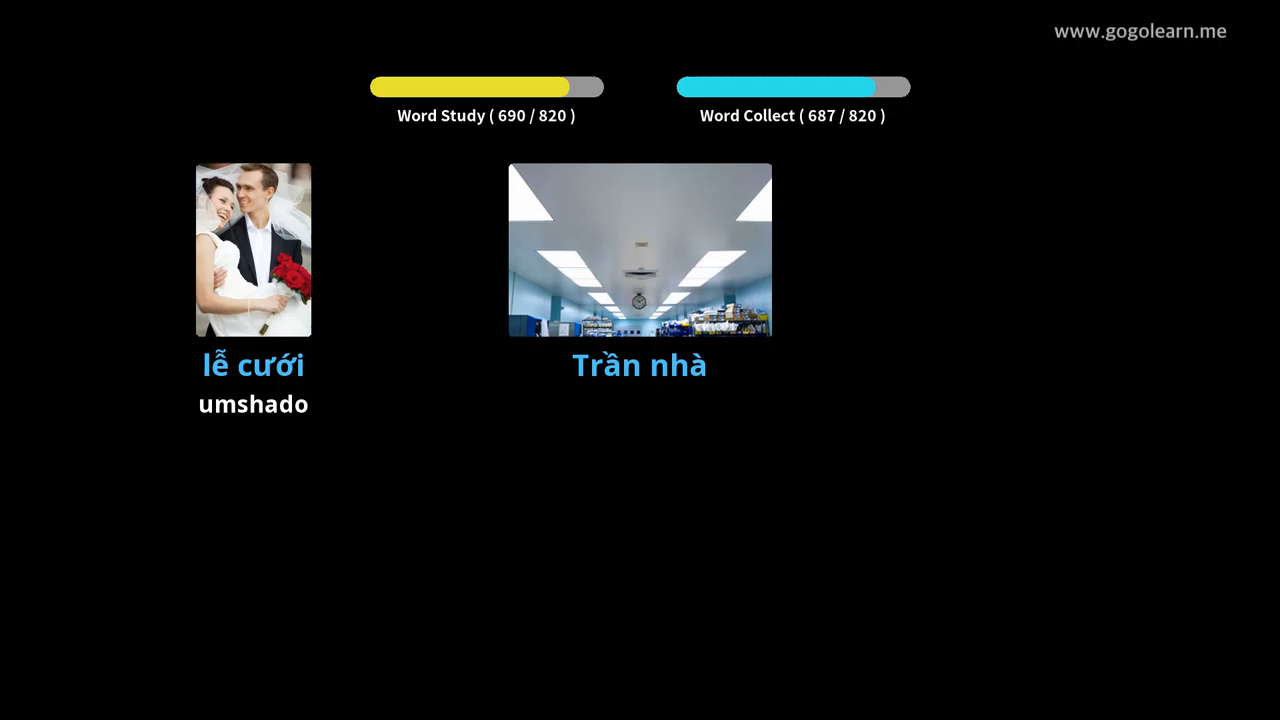 www.gogolearn.me
Word Study ( 690 / 820 )
Word Collect ( 687 / 820 )
lễ cưới
umshado
Trần nhà